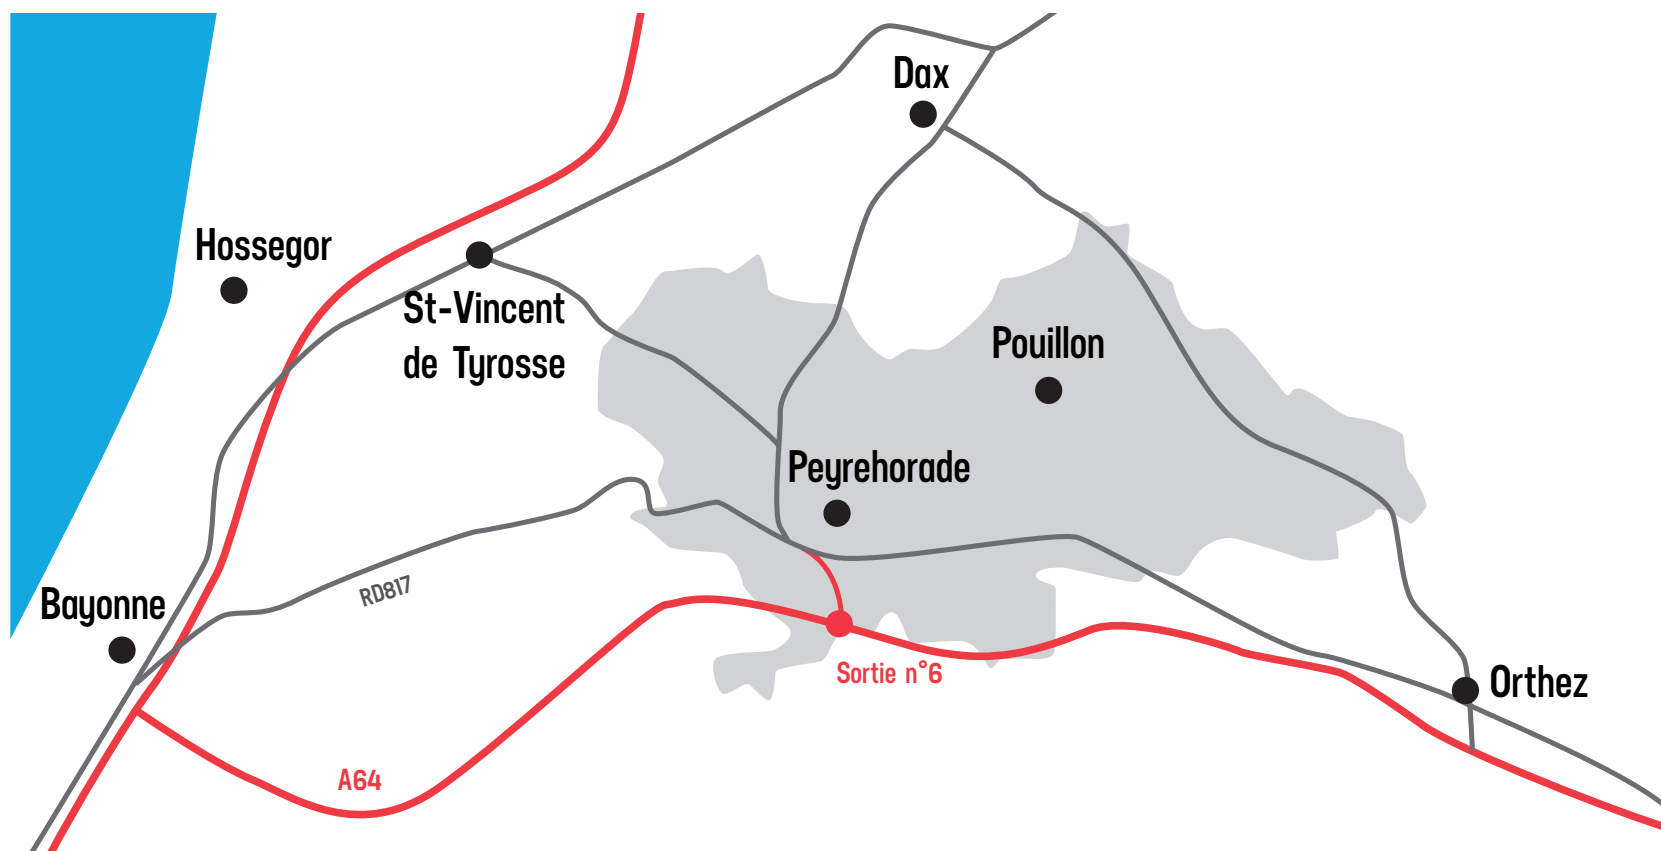 Dax
Hossegor
St-Vincent
de Tyrosse
Pouillon
Peyrehorade
RD817
Bayonne
Sortie n°6
Orthez
A64